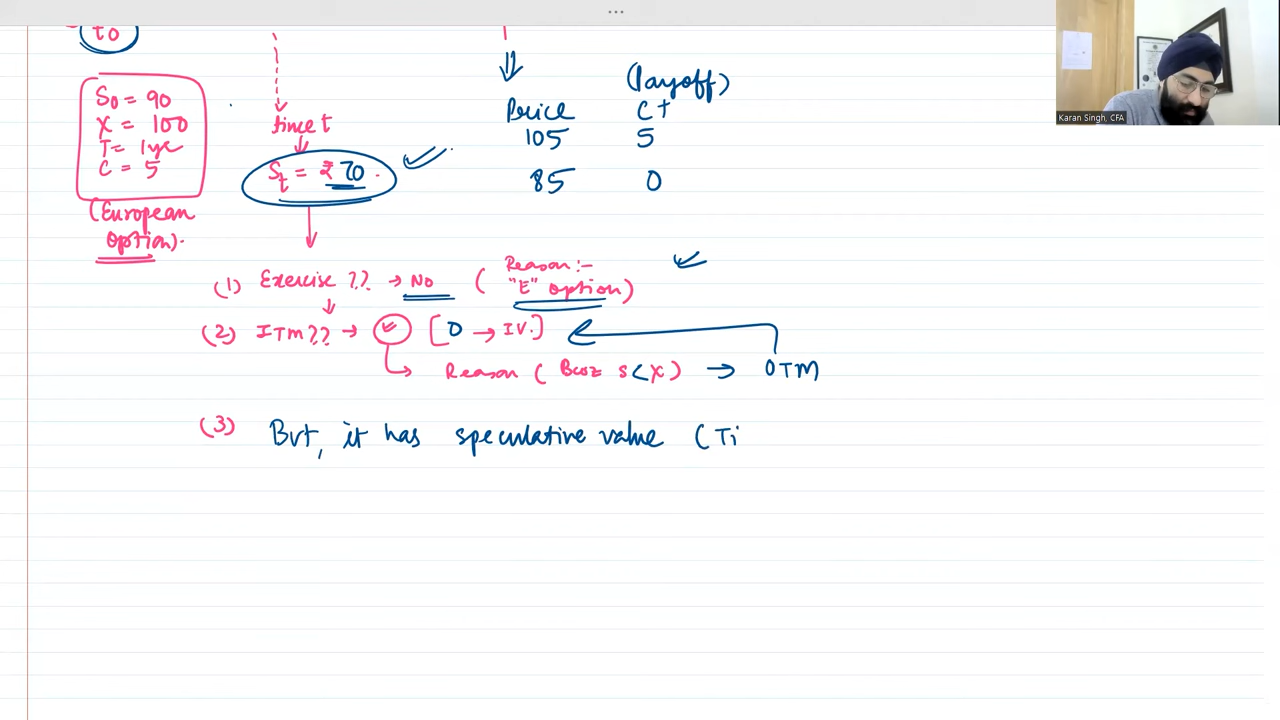 t0
S0 = 90
X = 100
T = 1yr
C = 5
(European
Option).
time t
St = ₹70
Price
(Payoff)
C+
105 5
85 0
(1) Exercise ?? → No ( Reason:-
"E" option)
(2) ITM?? → [0 → IV.]
Reason ( Bcoz S < X) → OTM
(3) But, it has speculative value (Ti
Karan Singh, CFA